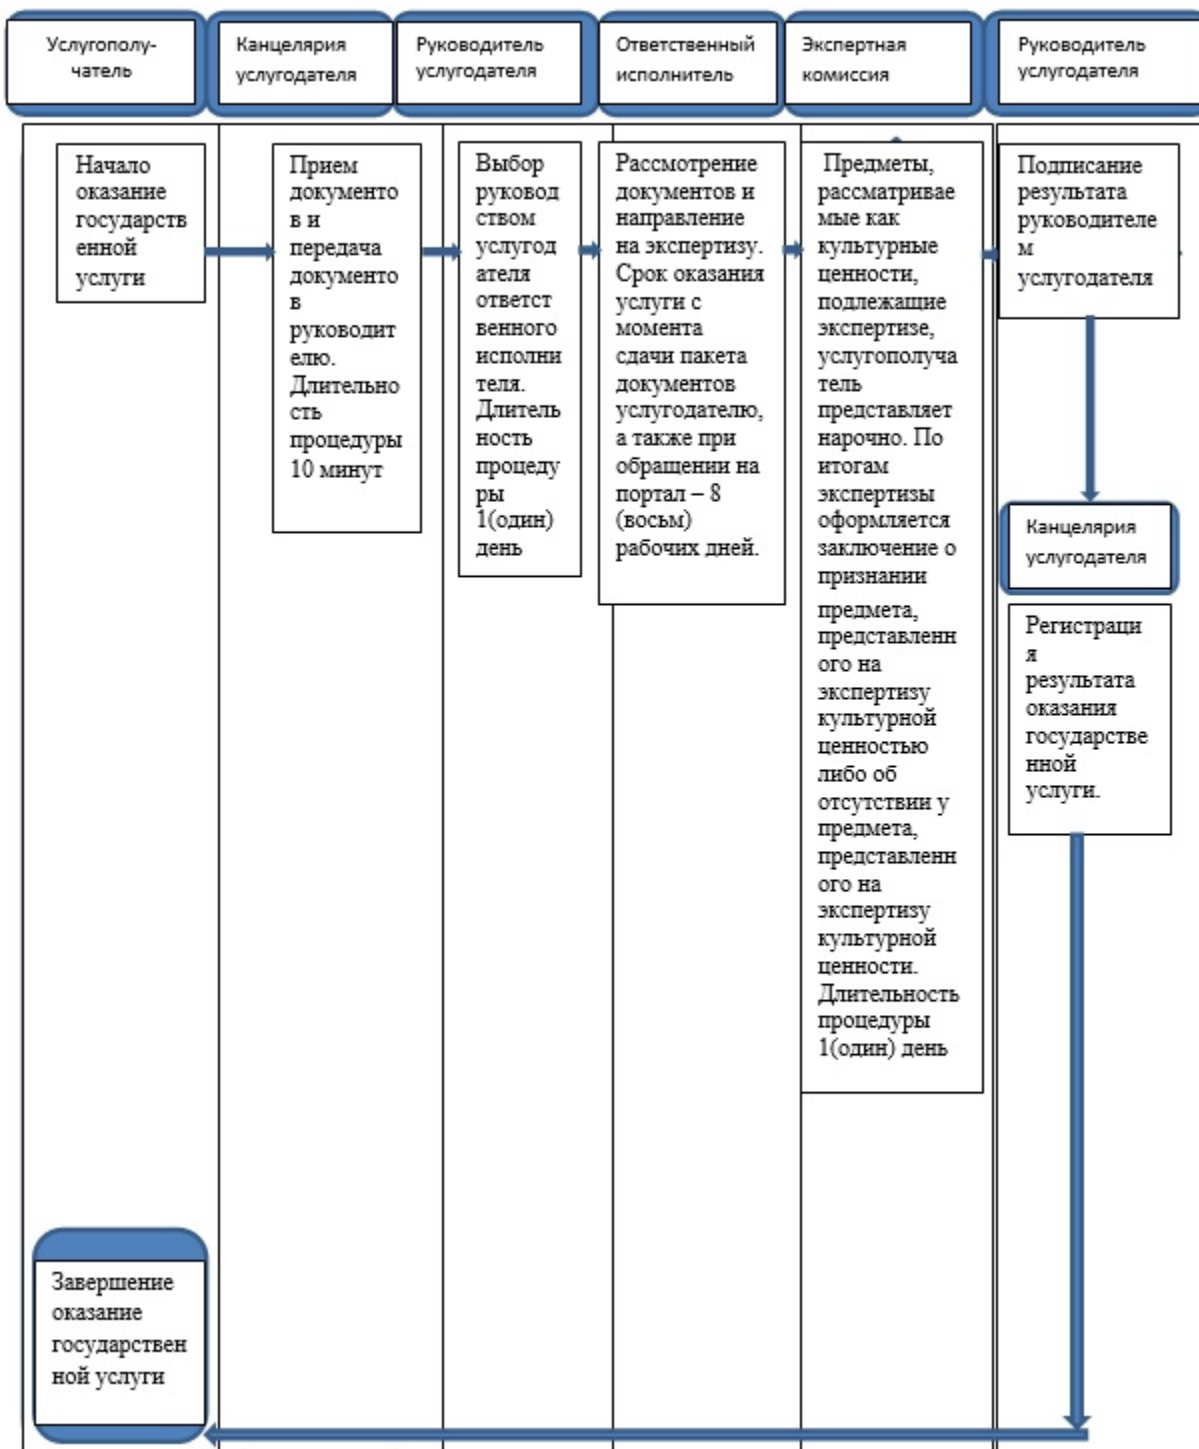 Услугополу-
чатель
Канцелярия
услугодателя
Руководитель
услугодателя
Ответственный
исполнитель
Экспертная
комиссия
Руководитель
услугодателя
Начало
оказание
государств
енной
услуги
Прием
документо
в и
передача
документо
в
руководит
елю.
Длительно
сть
процедуры
10 минут
Выбор
руковод
ством
услугод
ателя
ответст
венного
исполни
теля.
Длитель
ность
процеду
ры
1(один)
день
Рассмотрение
документов и
направление
на экспертизу.
Срок оказания
услуги с
момента
сдачи пакета
документов
услугодателю,
а также при
обращении на
портал – 8
(восьм)
рабочих дней.
Предметы,
рассматривае
мые как
культурные
ценности,
подлежащие
экспертизе,
услугополуча
тель
представляет
нарочно. По
итогам
экспертизы
оформляется
заключение о
признании
предмета,
представленн
ого на
экспертизу
культурной
ценностью
либо об
отсутствии у
предмета,
представленн
ого на
экспертизу
культурной
ценности.
Длительность
процедуры
1(один) день
Подписание
результата
руководителе
м
услугодателя
Канцелярия
услугодателя
Регистраци
я
результата
оказания
государстве
нной
услуги.
Завершение
оказание
государствен
ной услуги